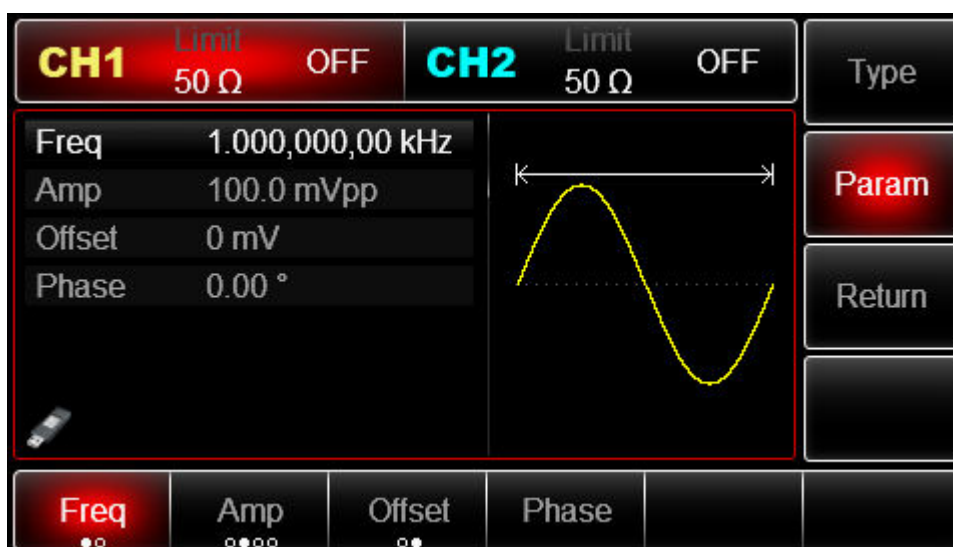 CH1 Limit 50 Ω OFF
CH2 Limit 50 Ω OFF
Type
Freq 1.000,000,00 kHz
Amp 100.0 mVpp
Offset 0 mV
Phase 0.00 °
Param
Return
Freq Amp Offset Phase